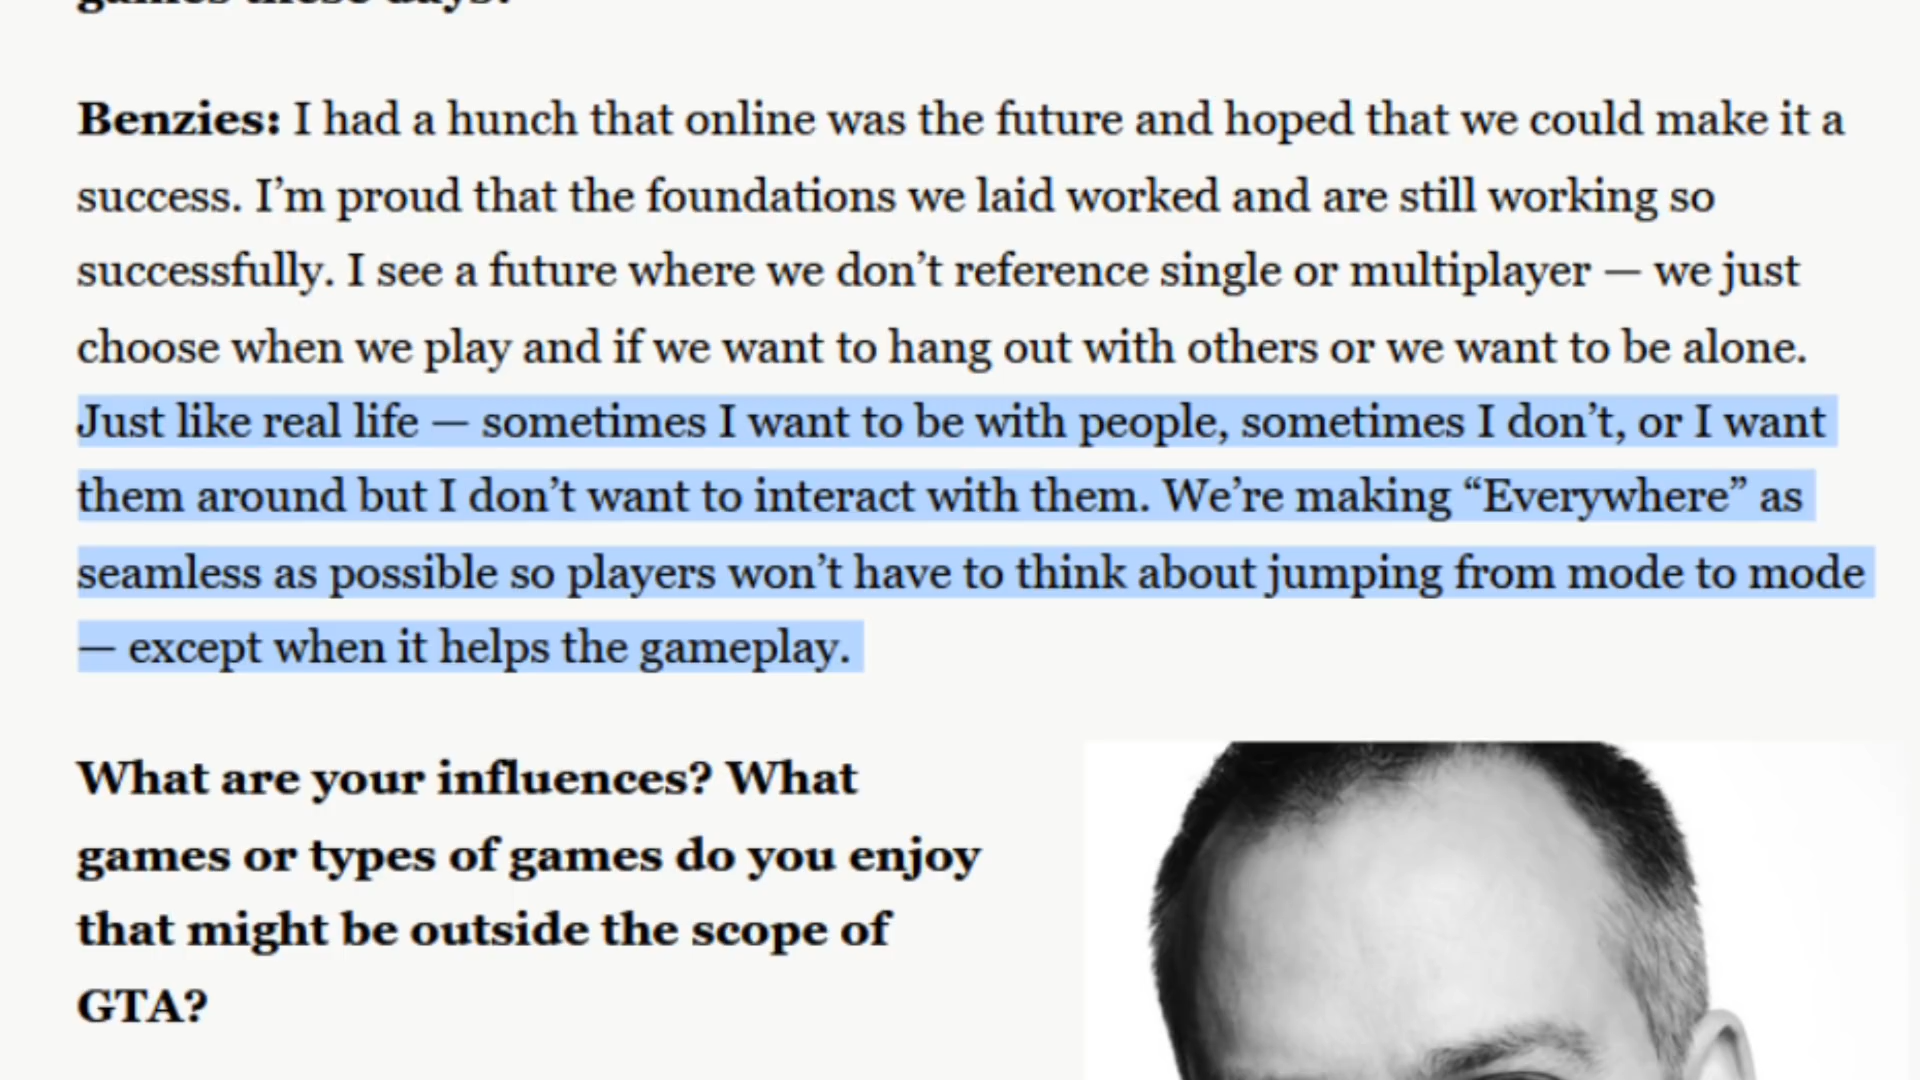 games these days?
Benzies: I had a hunch that online was the future and hoped that we could make it a
success. I’m proud that the foundations we laid worked and are still working so
successfully. I see a future where we don’t reference single or multiplayer — we just
choose when we play and if we want to hang out with others or we want to be alone.
Just like real life — sometimes I want to be with people, sometimes I don’t, or I want
them around but I don’t want to interact with them. We’re making “Everywhere” as
seamless as possible so players won’t have to think about jumping from mode to mode
— except when it helps the gameplay.
What are your influences? What
games or types of games do you enjoy
that might be outside the scope of
GTA?